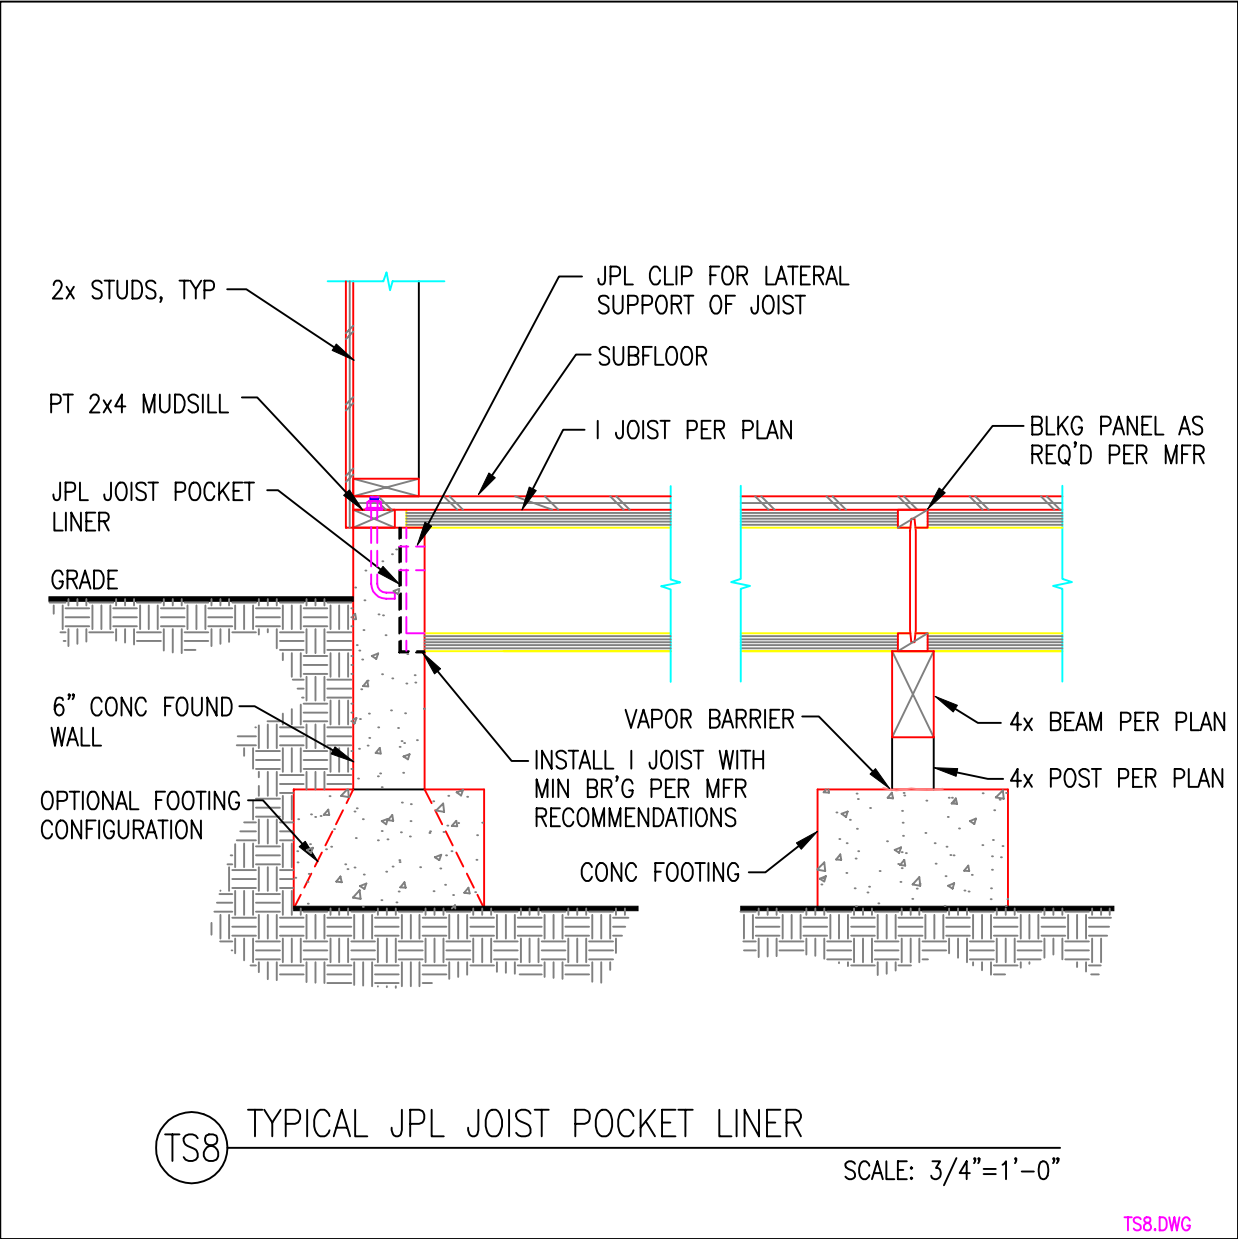 2x STUDS, TYP
JPL CLIP FOR LATERAL
SUPPORT OF JOIST
SUBFLOOR
PT 2x4 MUDSILL
I JOIST PER PLAN
BLKG PANEL AS
REQ'D PER MFR
JPL JOIST POCKET
LINER
GRADE
6" CONC FOUND
WALL
VAPOR BARRIER
4x BEAM PER PLAN
INSTALL I JOIST WITH
MIN BR'G PER MFR
RECOMMENDATIONS
4x POST PER PLAN
OPTIONAL FOOTING
CONFIGURATION
CONC FOOTING
TS8
TYPICAL JPL JOIST POCKET LINER
SCALE: 3/4"=1'-0"
TS8.DWG